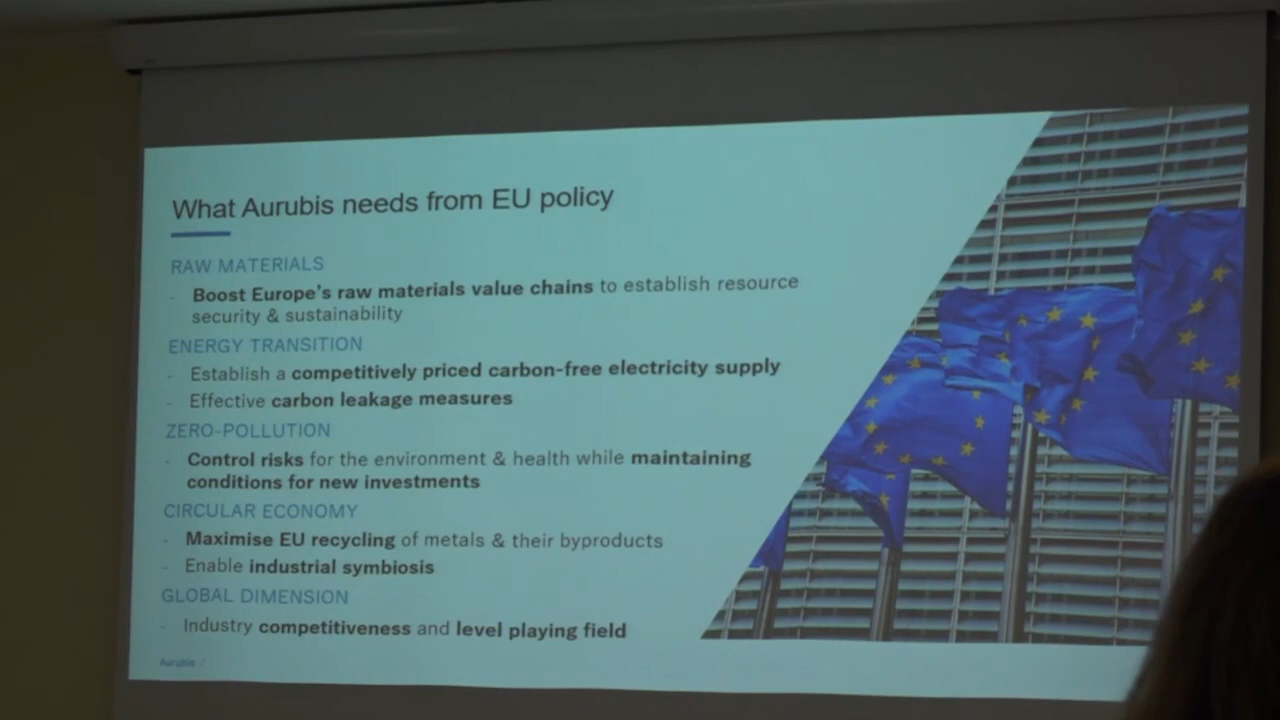 What Aurubis needs from EU policy
RAW MATERIALS
- Boost Europe's raw materials value chains to establish resource
security & sustainability
ENERGY TRANSITION
- Establish a competitively priced carbon-free electricity supply
- Effective carbon leakage measures
ZERO-POLLUTION
- Control risks for the environment & health while maintaining
conditions for new investments
CIRCULAR ECONOMY
- Maximise EU recycling of metals & their byproducts
- Enable industrial symbiosis
GLOBAL DIMENSION
- Industry competitiveness and level playing field
Aurubis /